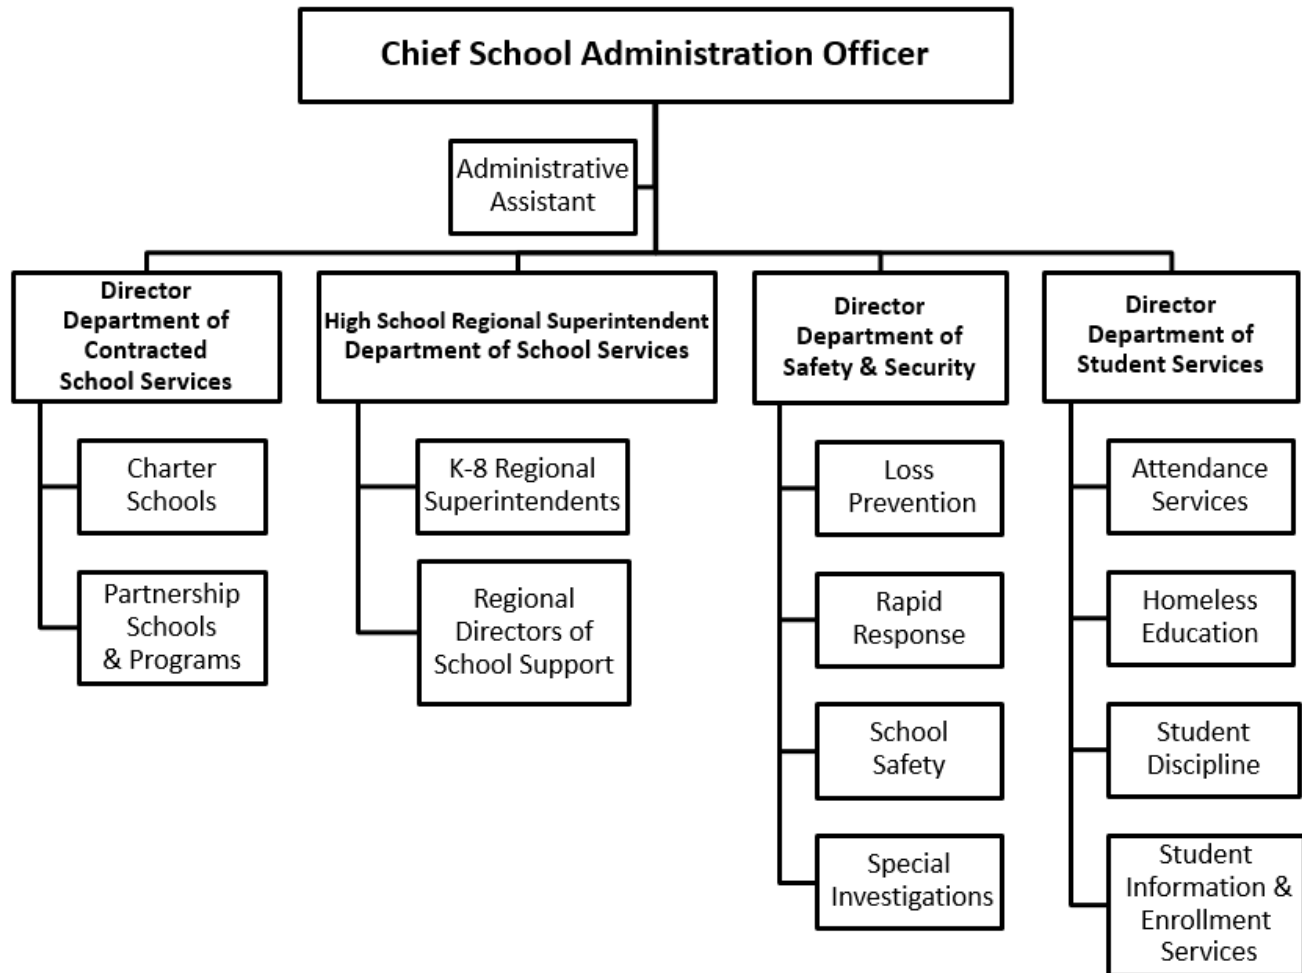 Chief School Administration Officer
Administrative
Assistant
Director
Department of
Contracted
School Services
High School Regional Superintendent
Department of School Services
Director
Department of
Safety & Security
Director
Department of
Student Services
Charter
Schools
Partnership
Schools
& Programs
K-8 Regional
Superintendents
Regional
Directors of
School Support
Loss
Prevention
Rapid
Response
School
Safety
Special
Investigations
Attendance
Services
Homeless
Education
Student
Discipline
Student
Information &
Enrollment
Services